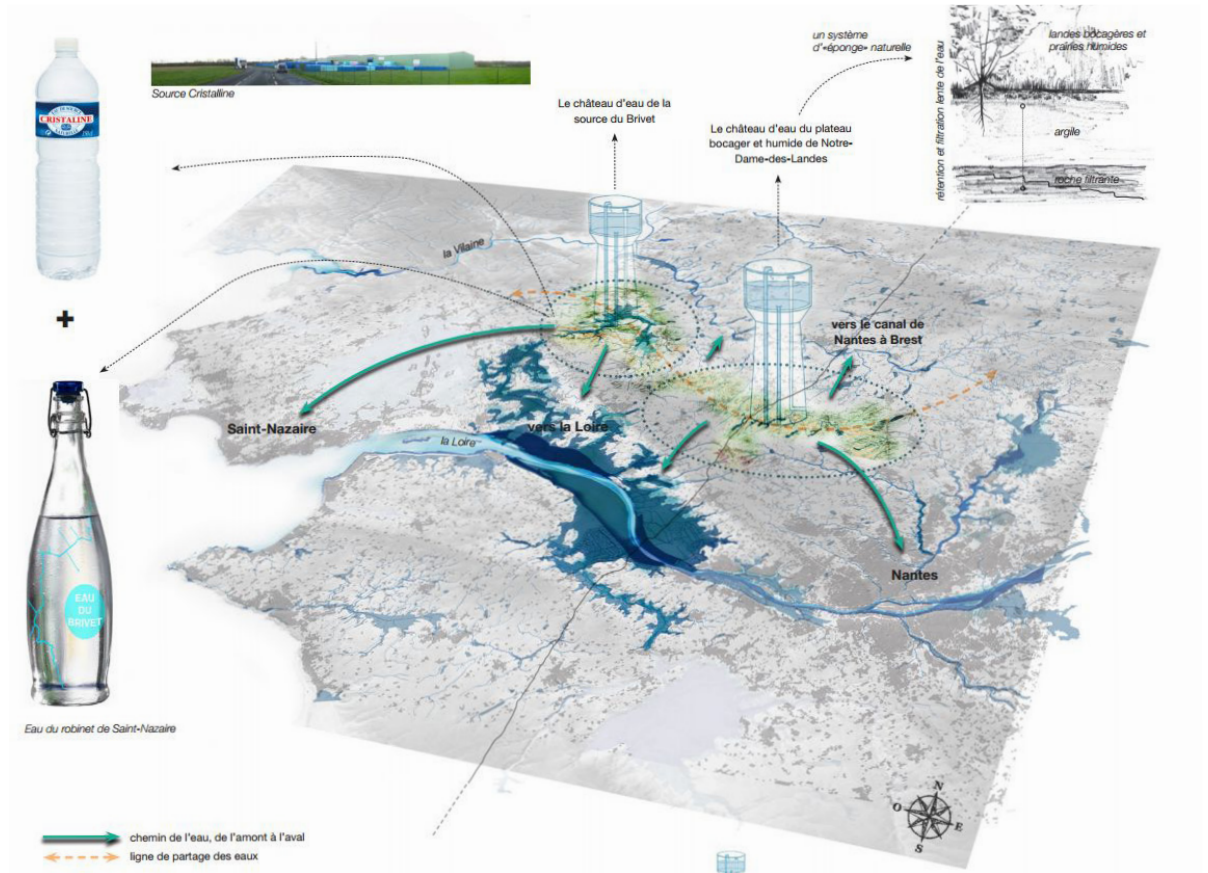 un système
d'«éponge» naturelle
landes bocagères et
prairies humides
rétention et filtration lente de l'eau
argile
roche filtrante
CRISTALINE
Source Cristalline
Le château d'eau de la
source du Brivet
Le château d'eau du plateau
bocager et humide de Notre-
Dame-des-Landes
la Vilaine
+
vers le canal de
Nantes à Brest
Saint-Nazaire
vers la Loire
la Loire
Nantes
EAU
DU
BRIVET
Eau du robinet de Saint-Nazaire
N
O
E
S
chemin de l'eau, de l'amont à l'aval
ligne de partage des eaux